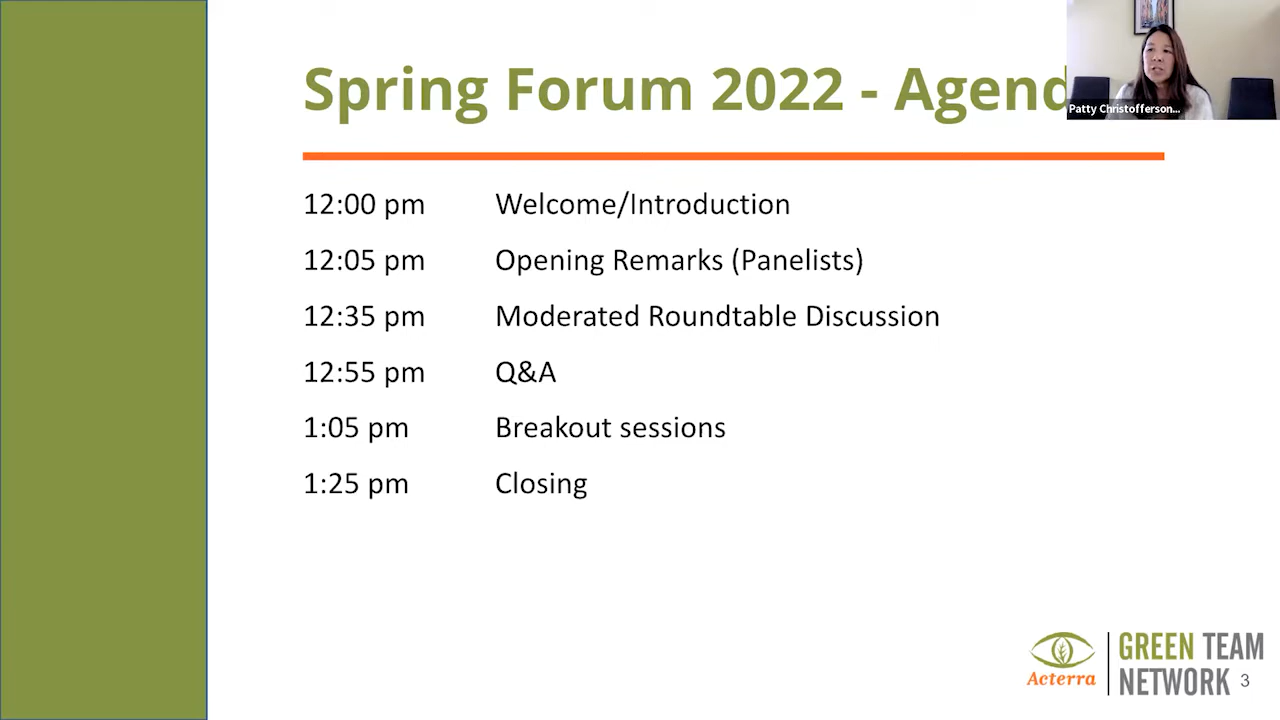 Spring Forum 2022 - Agend
Patty Christofferson...
12:00 pm Welcome/Introduction
12:05 pm Opening Remarks (Panelists)
12:35 pm Moderated Roundtable Discussion
12:55 pm Q&A
1:05 pm Breakout sessions
1:25 pm Closing
Acterra
GREEN TEAM
NETWORK
3